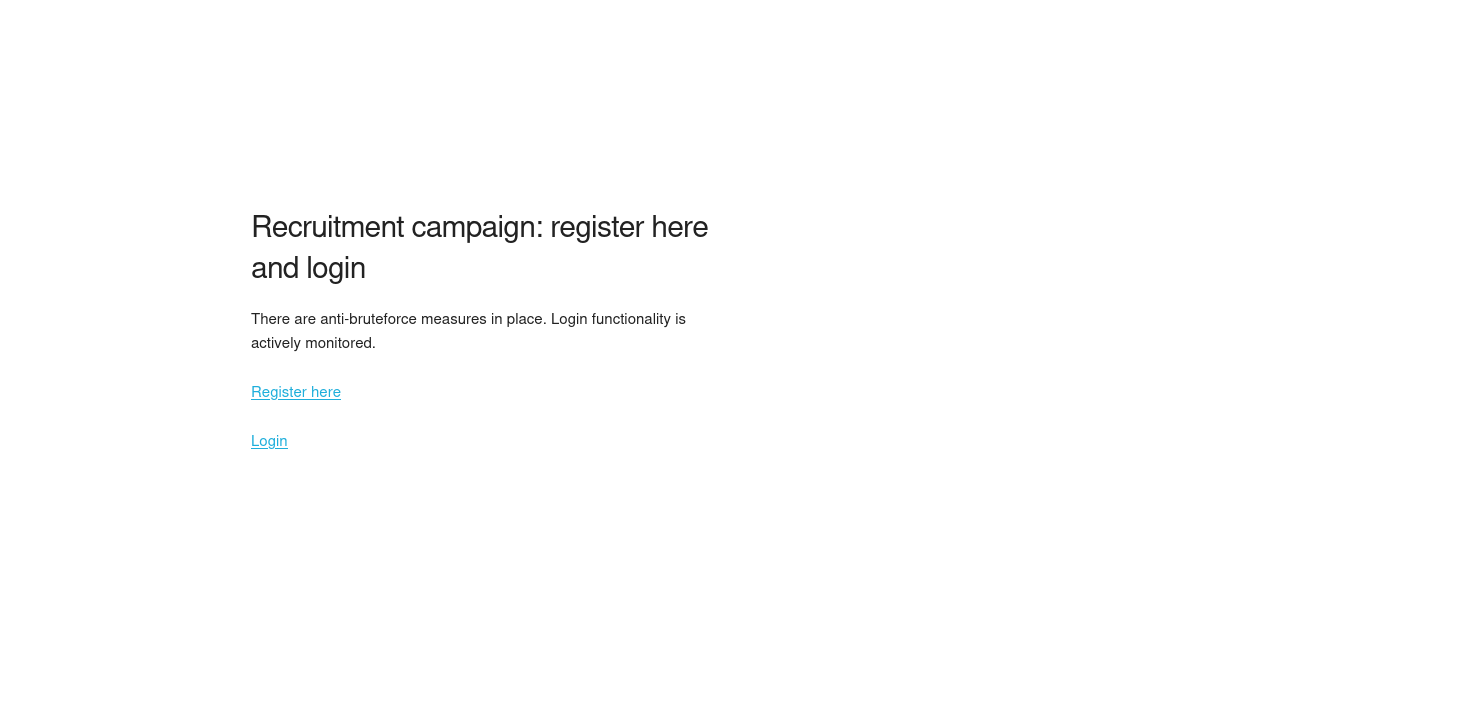 Recruitment campaign: register here
and login
There are anti-bruteforce measures in place. Login functionality is
actively monitored.
Register here
Login